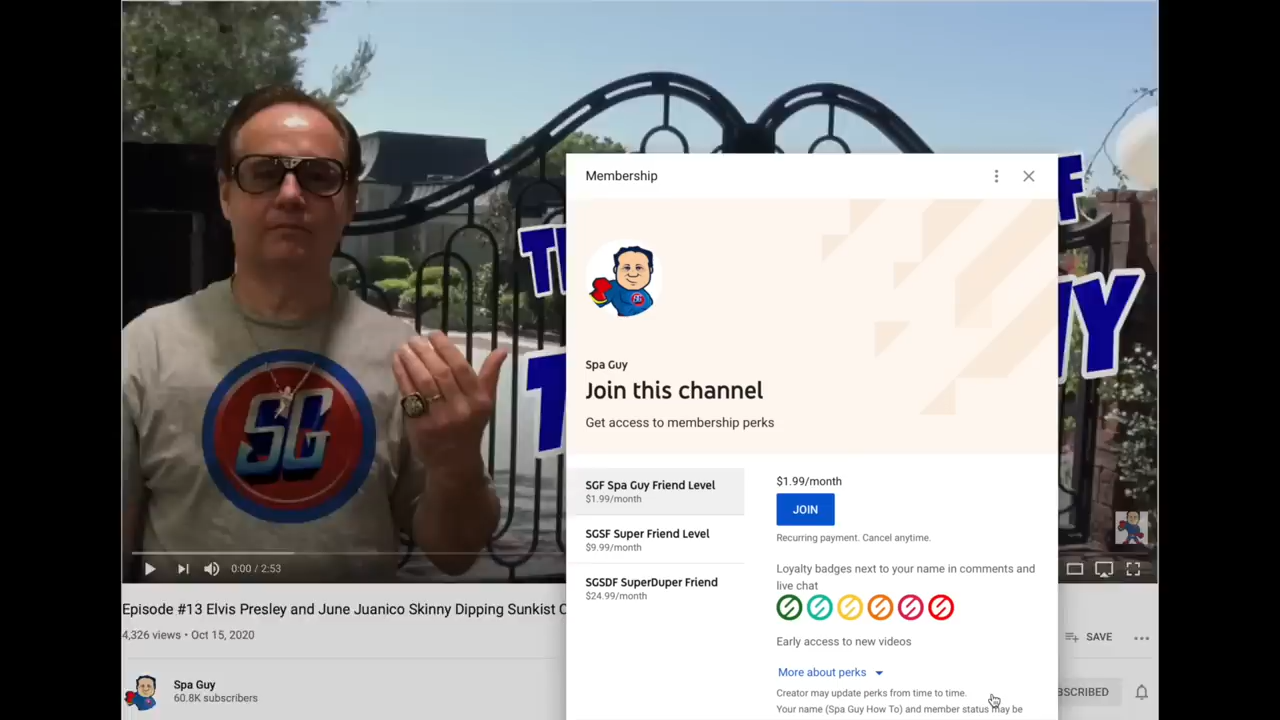 SG
TH
F
Y
T
Membership
SG
Spa Guy
Join this channel
Get access to membership perks
SGF Spa Guy Friend Level
$1.99/month
SGSF Super Friend Level
$9.99/month
SGSDF SuperDuper Friend
$24.99/month
$1.99/month
JOIN
Recurring payment. Cancel anytime.
Loyalty badges next to your name in comments and
live chat
Early access to new videos
More about perks
Creator may update perks from time to time.
Your name (Spa Guy How To) and member status may be
0:00 / 2:53
Episode #13 Elvis Presley and June Juanico Skinny Dipping Sunkist
4,326 views • Oct 15, 2020
SAVE
Spa Guy
60.8K subscribers
SCRIBED